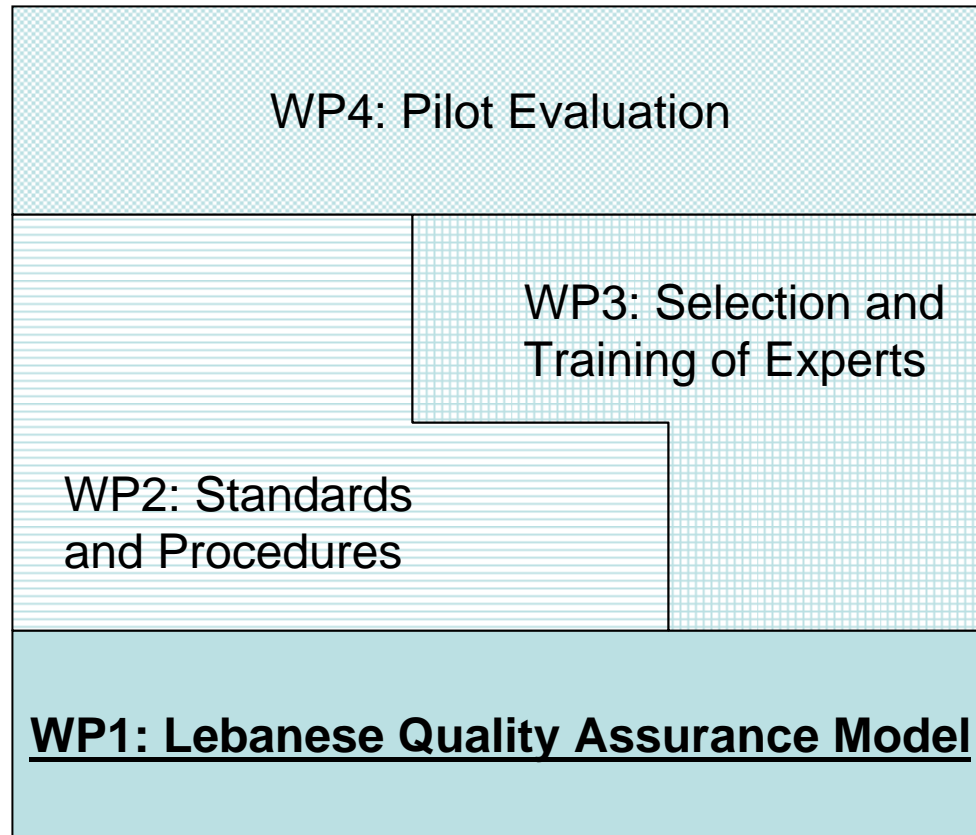 WP4: Pilot Evaluation
WP3: Selection and
Training of Experts
WP2: Standards
and Procedures
WP1: Lebanese Quality Assurance Model